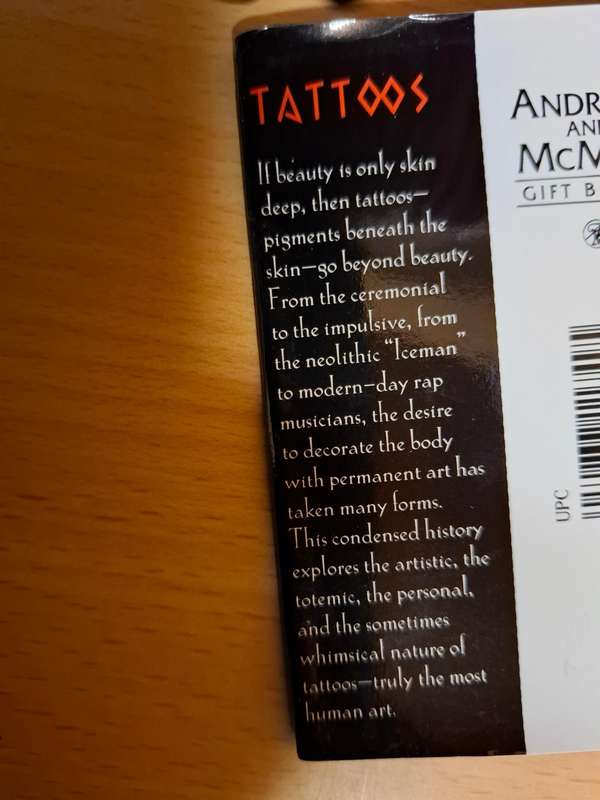 TATTOOS
If beauty is only skin
deep, then tattoos—
pigments beneath the
skin—go beyond beauty.
From the ceremonial
to the impulsive, from
the neolithic "Iceman"
to modern-day rap
musicians, the desire
to decorate the body
with permanent art has
taken many forms.
This condensed history
explores the artistic, the
totemic, the personal,
and the sometimes
whimsical nature of
tattoos—truly the most
human art.
ANDR
AN
MCM
GIFT B
UPC